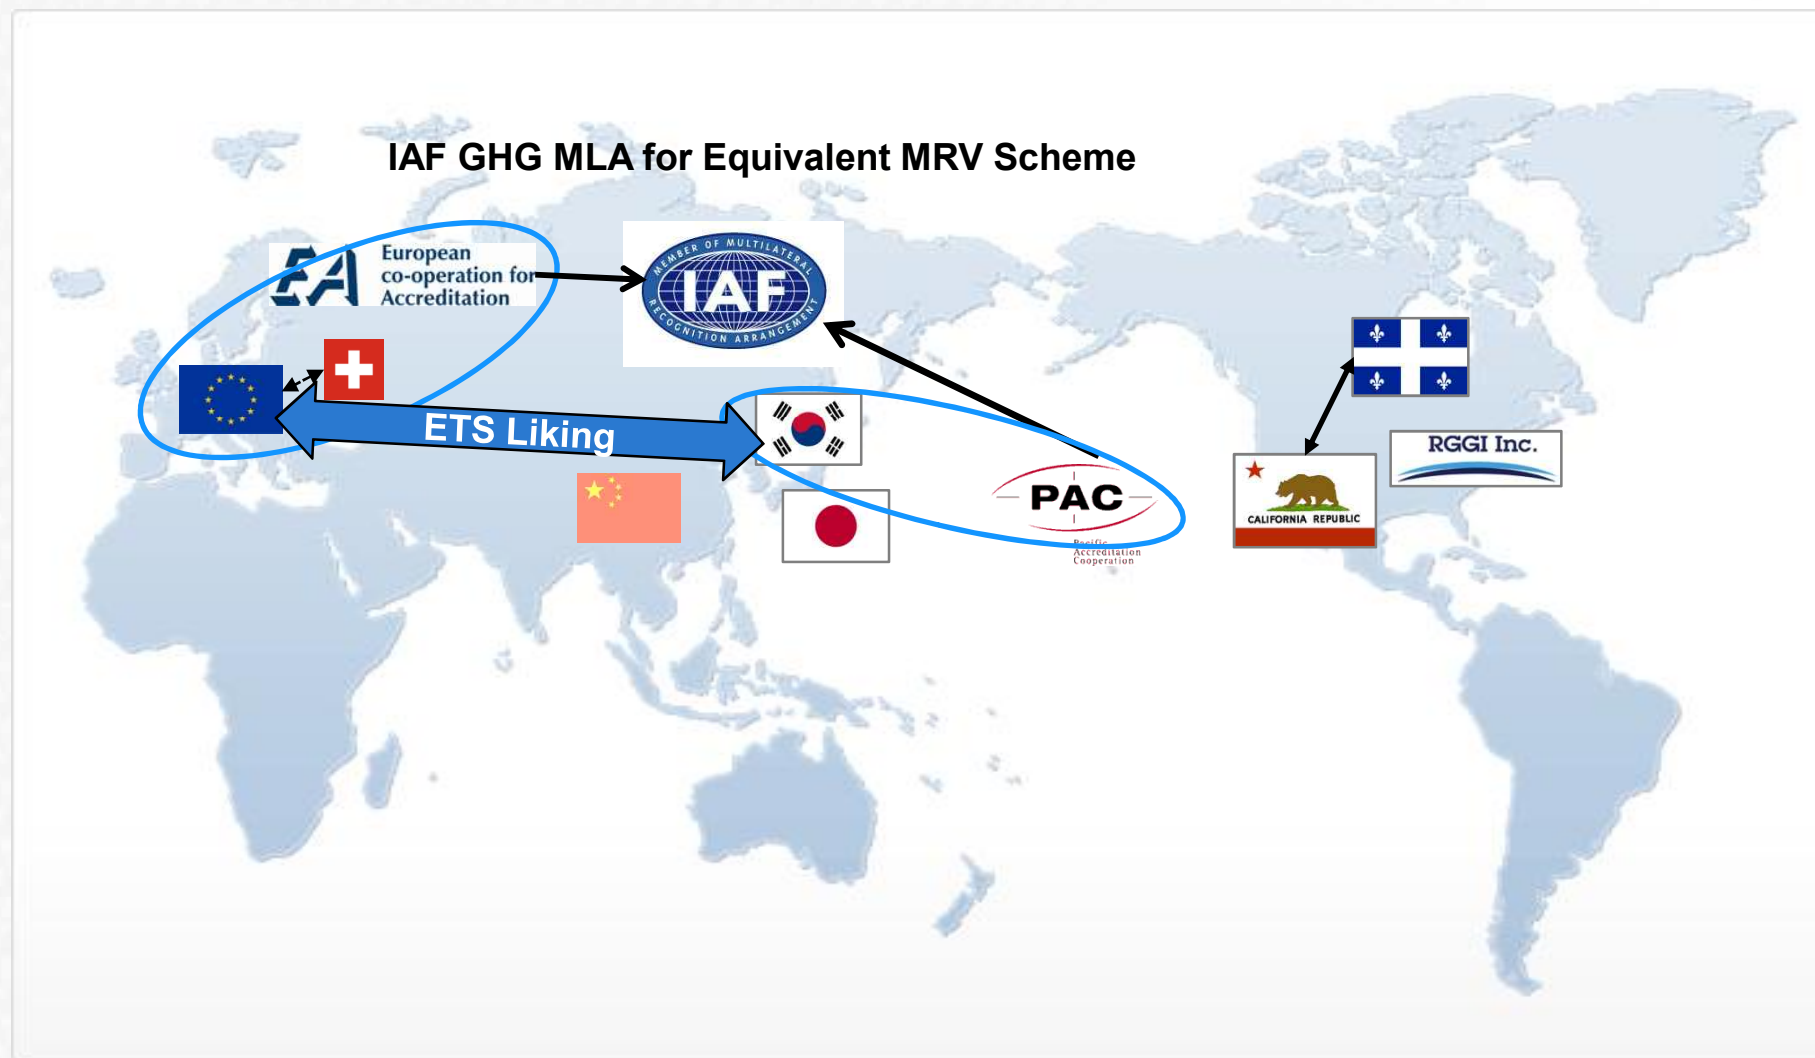 IAF GHG MLA for Equivalent MRV Scheme
EA
European
co-operation for
Accreditation
MEMBER OF MULTILATERAL
IAF
RECOGNITION ARRANGEMENT
ETS Liking
PAC
Pacific
Accreditation
Cooperation
RGGI Inc.
CALIFORNIA REPUBLIC